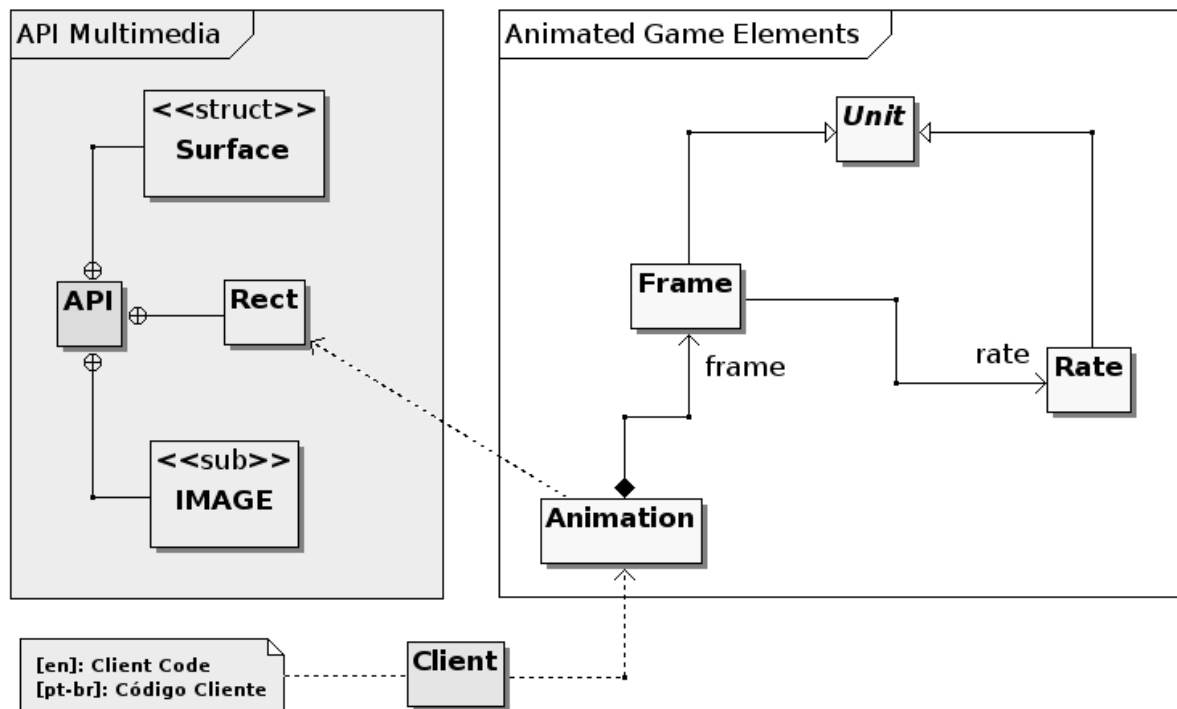 API Multimedia
<<struct>>
Surface
API
Rect
<<sub>>
IMAGE
Animated Game Elements
Unit
Frame
frame
rate
Rate
Animation
[en]: Client Code
[pt-br]: Código Cliente
Client